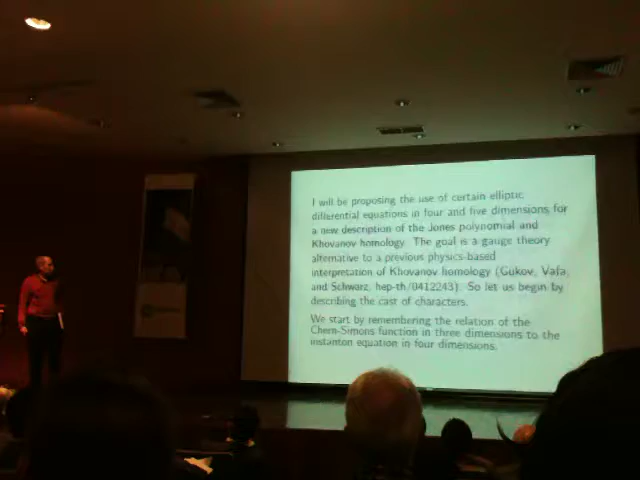 I will be proposing the use of certain elliptic
differential equations in four and five dimensions for
a new description of the Jones polynomial and
Khovanov homology. The goal is a gauge theory
alternative to a previous physics-based
interpretation of Khovanov homology (Gukov, Vafa,
and Schwarz, hep-th/0412243). So let us begin by
describing the cast of characters.
We start by remembering the relation of the
Chern-Simons function in three dimensions to the
instanton equation in four dimensions.